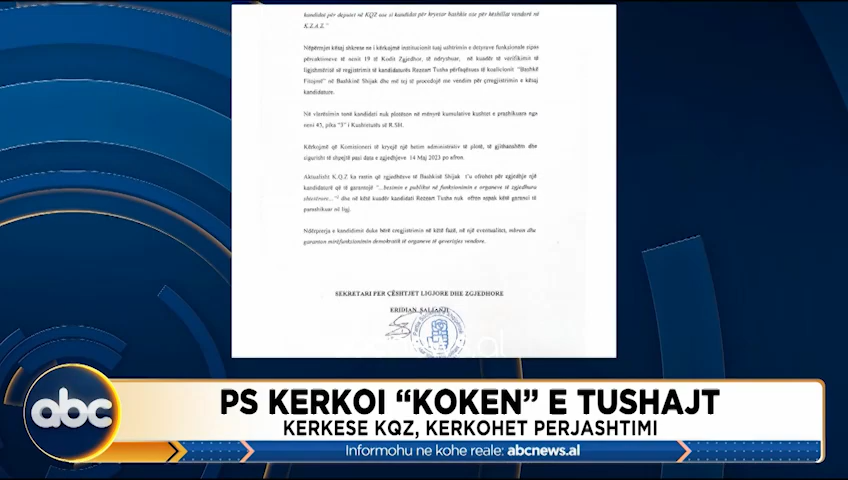 kandidat për deputet në KQZ ose si kandidat për kryetar bashkie ose për këshillat vendorë në
K.Z.A.Z."
Nëpërmjet kësaj shkrese ne i kërkojmë institucionit tuaj ushtrimin e detyrave funksionale sipas
përcaktimeve të nenit 19 të Kodit Zgjedhor, të ndryshuar, në kuadër të verifikimit të
ligjshmërisë së regjistrimit të kandidaturës Rezzart Tusha përfaqësues të koalicionit "Bashkë
Fitojmë" në Bashkinë Shijak dhe më tej të procedojë me vendim për çregjistrimin e kësaj
kandidature.
Në vlerësimin tonë kandidati nuk plotëson në mënyrë kumulative kushtet e parashikuara nga
neni 45, pika "3" i Kushtetutës së R.SH.
Kërkojmë që Komisioneri të kryejë një hetim administrativ të plotë, të gjithanshëm dhe
sigurisht të shpejtë pasi data e zgjedhjeve 14 Maj 2023 po afron.
Aktualisht K.Q.Z ka rastin që zgjedhësve të Bashkisë Shijak t'u ofrohet për zgjedhje një
kandidaturë që të garantojë "...besimin e publikut në funksionimin e organeve të zgjedhura
shtetërore..." dhe në këtë kuadër kandidati Rezzart Tusha nuk ofron aspak këtë garanci të
parashikuar në ligj.
Ndërprerja e kandidimit duke bërë çregjistrimin në këtë fazë, në një eventualitet, mbron dhe
garanton mirëfunksionimin demokratik të organeve të qeverisjes vendore.
SEKRETARI PËR ÇËSHTJET LIGJORE DHE ZGJEDHORE
ERIDIAN SALIANJI
news.al
abc
PS KERKOI “KOKEN” E TUSHAJT
KERKESE KQZ, KERKOHET PERJASHTIMI
Informohu ne kohe reale: abcnews.al